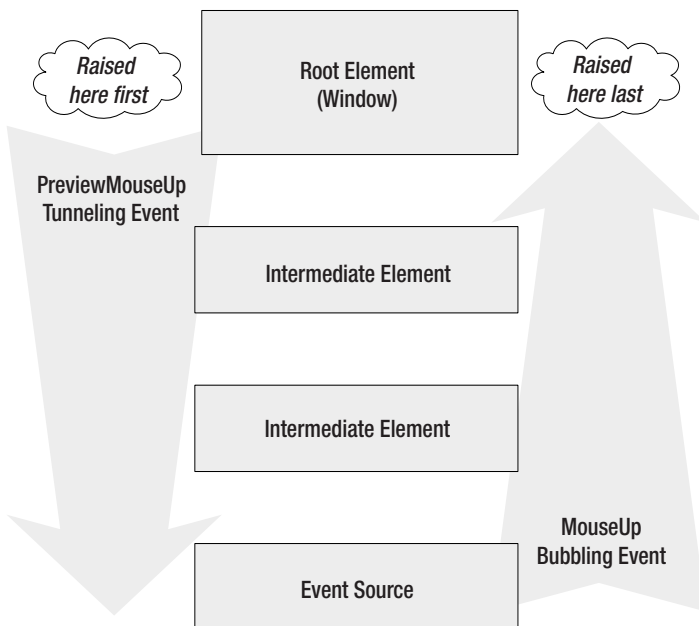 Raised
here first
Root Element
(Window)
Raised
here last
PreviewMouseUp
Tunneling Event
Intermediate Element
Intermediate Element
MouseUp
Bubbling Event
Event Source